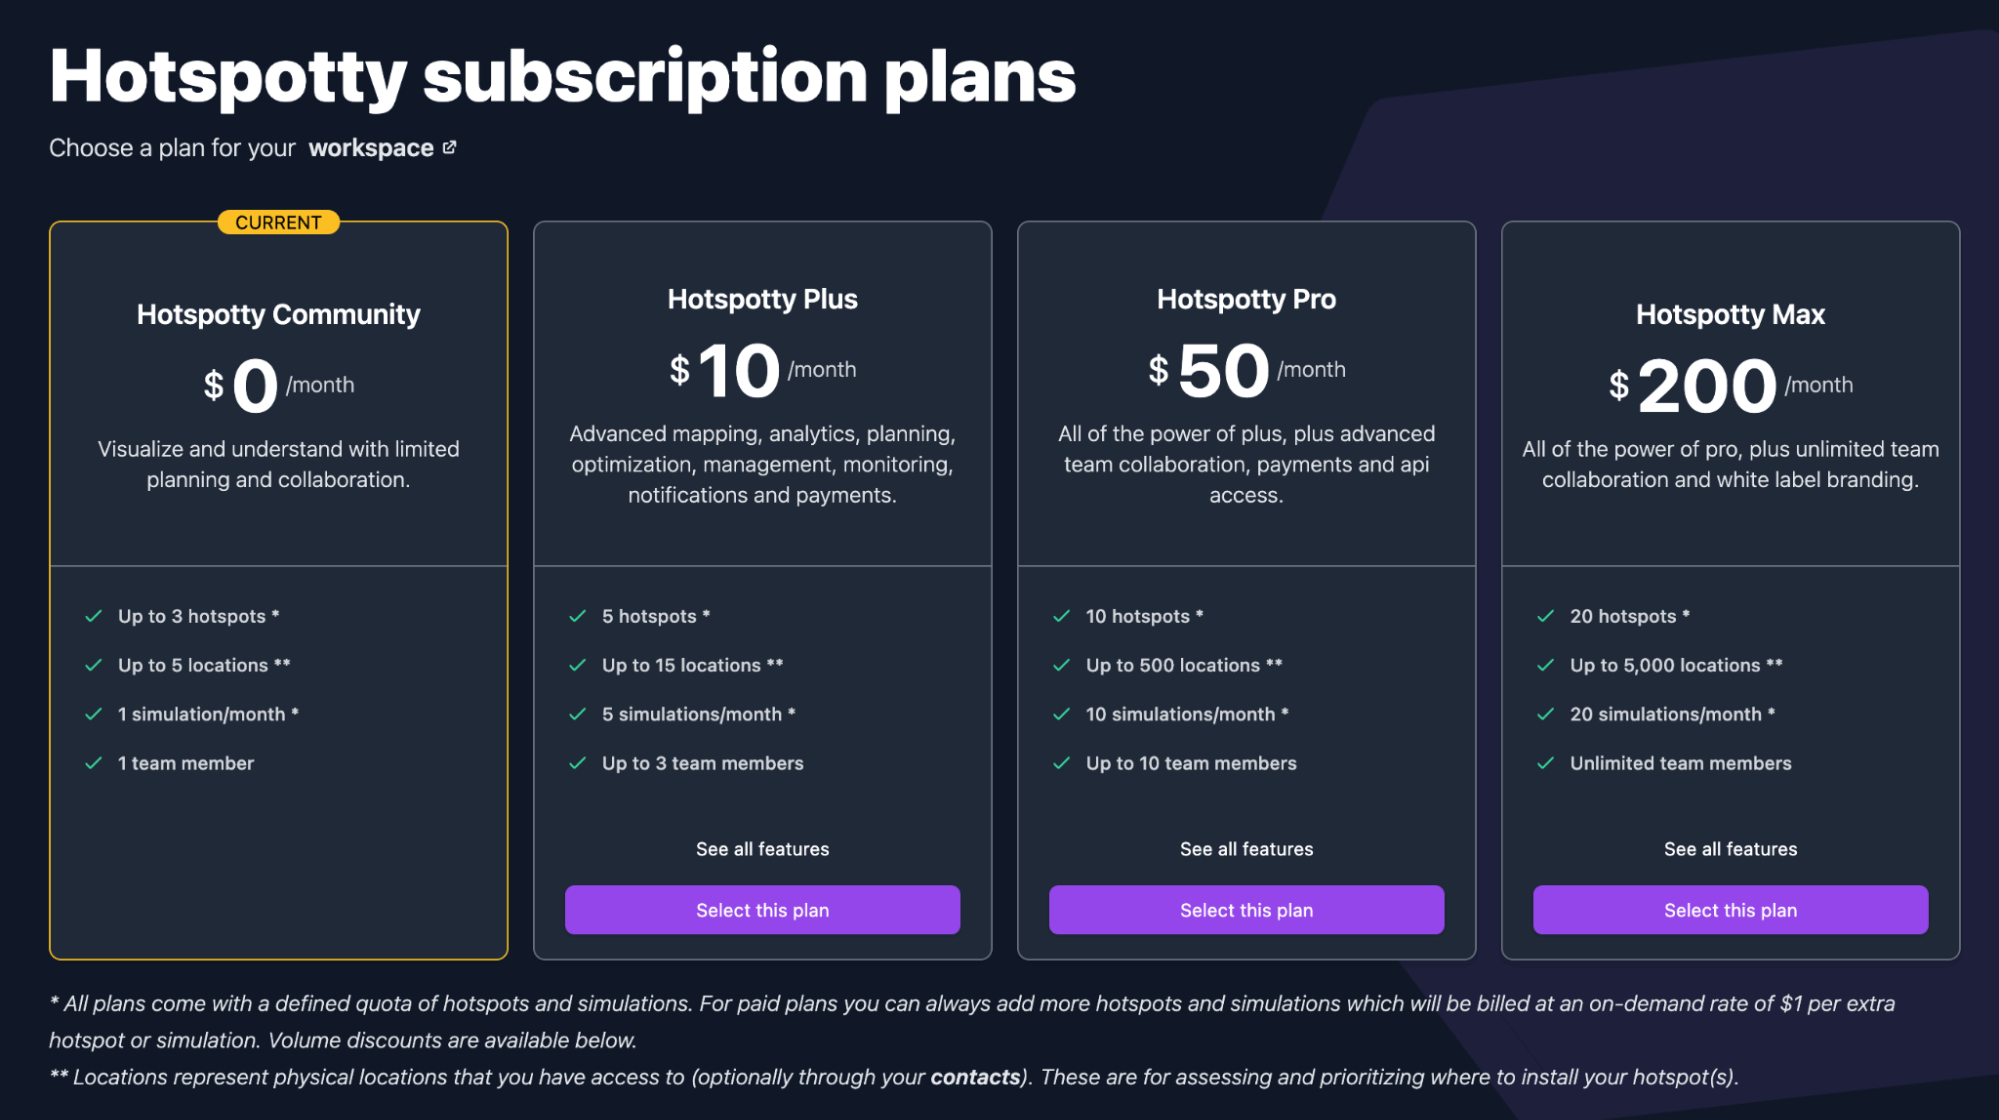 Hotspotty subscription plans
Choose a plan for your workspace
CURRENT
Hotspotty Community
$ 0 /month
Visualize and understand with limited
planning and collaboration.
Up to 3 hotspots *
Up to 5 locations **
1 simulation/month *
1 team member
Hotspotty Plus
$ 10 /month
Advanced mapping, analytics, planning,
optimization, management, monitoring,
notifications and payments.
5 hotspots *
Up to 15 locations **
5 simulations/month *
Up to 3 team members
See all features
Select this plan
Hotspotty Pro
$ 50 /month
All of the power of plus, plus advanced
team collaboration, payments and api
access.
10 hotspots *
Up to 500 locations **
10 simulations/month *
Up to 10 team members
See all features
Select this plan
Hotspotty Max
$ 200 /month
All of the power of pro, plus unlimited team
collaboration and white label branding.
20 hotspots *
Up to 5,000 locations **
20 simulations/month *
Unlimited team members
See all features
Select this plan
* All plans come with a defined quota of hotspots and simulations. For paid plans you can always add more hotspots and simulations which will be billed at an on-demand rate of $1 per extra
hotspot or simulation. Volume discounts are available below.
** Locations represent physical locations that you have access to (optionally through your contacts). These are for assessing and prioritizing where to install your hotspot(s).